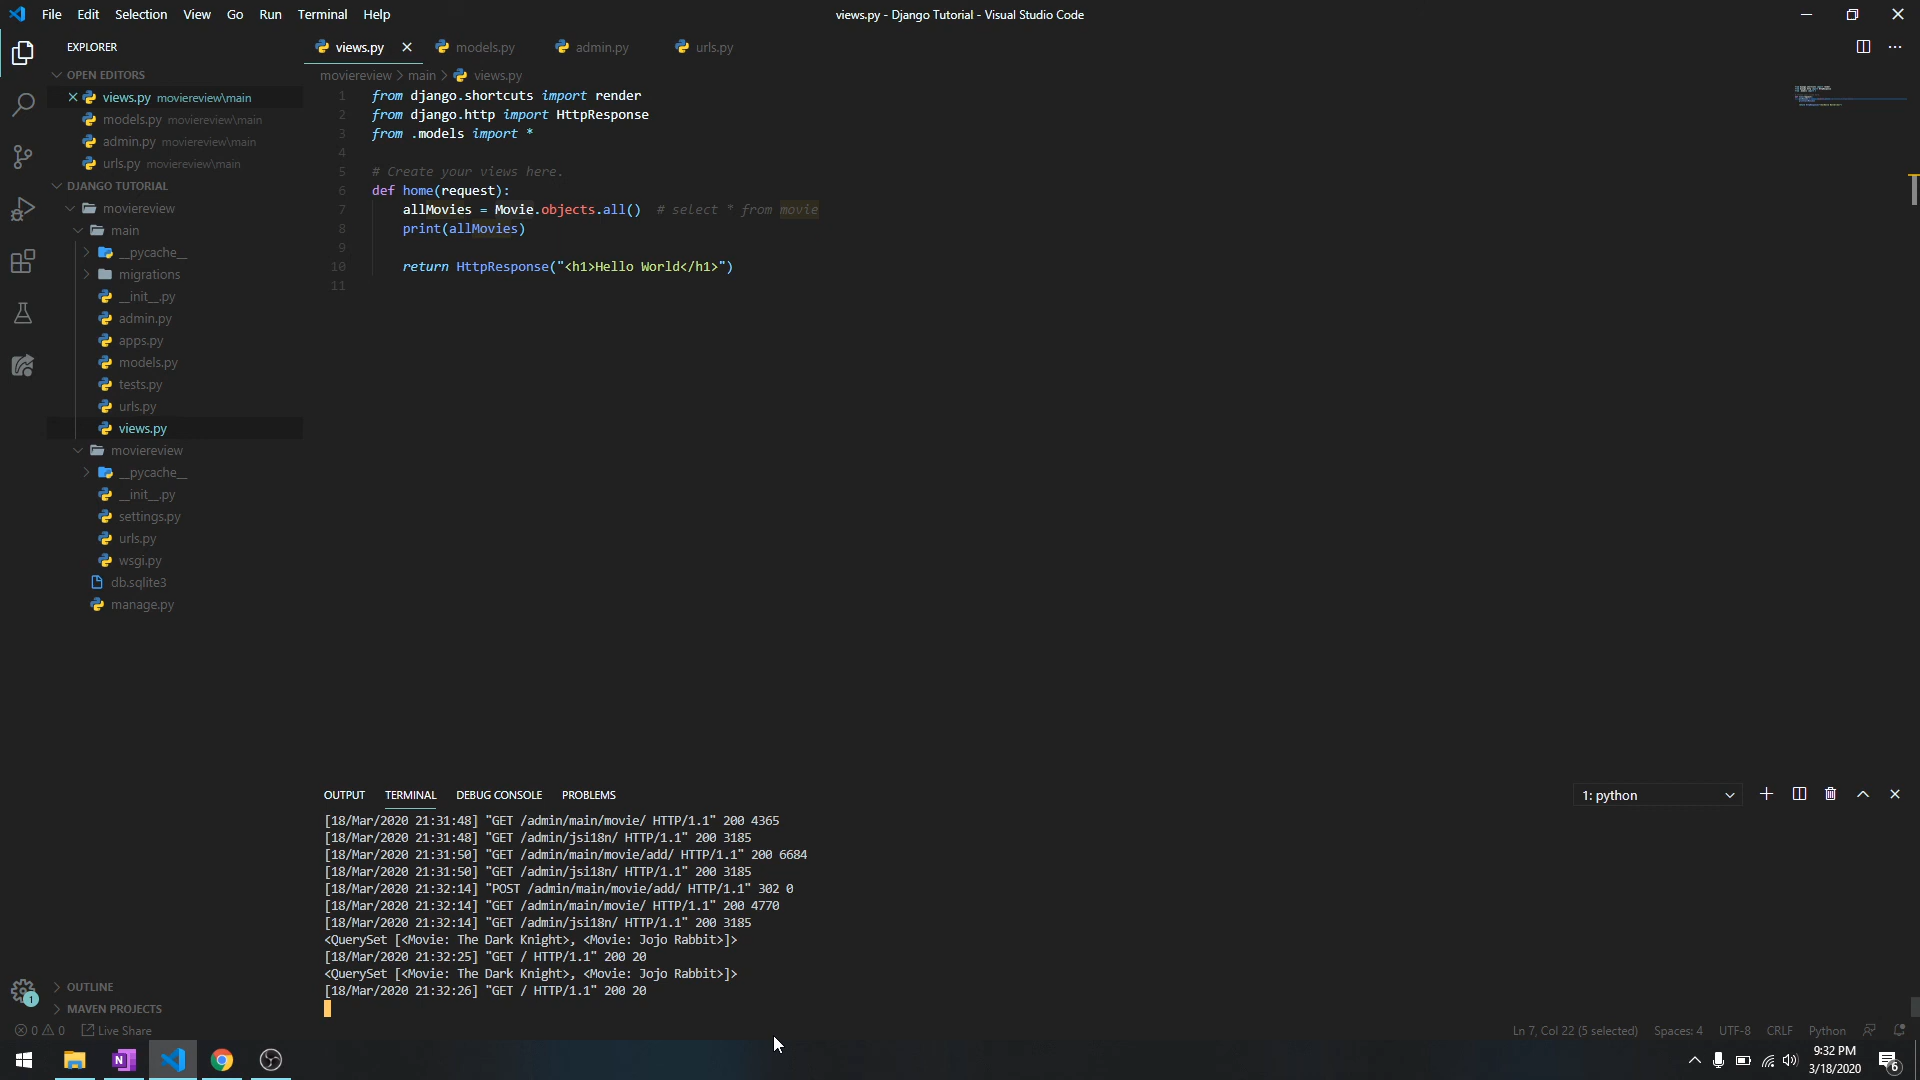 File Edit Selection View Go Run Terminal Help
views.py - Django Tutorial - Visual Studio Code
EXPLORER
OPEN EDITORS
views.py moviereview\main
models.py moviereview\main
admin.py moviereview\main
urls.py moviereview\main
DJANGO TUTORIAL
moviereview
main
__pycache__
migrations
__init__.py
admin.py
apps.py
models.py
tests.py
urls.py
views.py
moviereview
__pycache__
__init__.py
settings.py
urls.py
wsgi.py
db.sqlite3
manage.py
OUTLINE
MAVEN PROJECTS
views.py models.py admin.py urls.py
moviereview > main > views.py
1 from django.shortcuts import render
2 from django.http import HttpResponse
3 from .models import *
4
5 # Create your views here.
6 def home(request):
7 allMovies = Movie.objects.all() # select * from movie
8 print(allMovies)
9
10 return HttpResponse("<h1>Hello World</h1>")
11
OUTPUT TERMINAL DEBUG CONSOLE PROBLEMS
1: python
[18/Mar/2020 21:31:48] "GET /admin/main/movie/ HTTP/1.1" 200 4365
[18/Mar/2020 21:31:48] "GET /admin/jsi18n/ HTTP/1.1" 200 3185
[18/Mar/2020 21:31:50] "GET /admin/main/movie/add/ HTTP/1.1" 200 6684
[18/Mar/2020 21:31:50] "GET /admin/jsi18n/ HTTP/1.1" 200 3185
[18/Mar/2020 21:32:14] "POST /admin/main/movie/add/ HTTP/1.1" 302 0
[18/Mar/2020 21:32:14] "GET /admin/main/movie/ HTTP/1.1" 200 4770
[18/Mar/2020 21:32:14] "GET /admin/jsi18n/ HTTP/1.1" 200 3185
<QuerySet [<Movie: The Dark Knight>, <Movie: Jojo Rabbit>]>
[18/Mar/2020 21:32:25] "GET / HTTP/1.1" 200 20
<QuerySet [<Movie: The Dark Knight>, <Movie: Jojo Rabbit>]>
[18/Mar/2020 21:32:26] "GET / HTTP/1.1" 200 20
1
0 0 Live Share
Ln 7, Col 22 (5 selected) Spaces: 4 UTF-8 CRLF Python
N
9:32 PM
3/18/2020
6